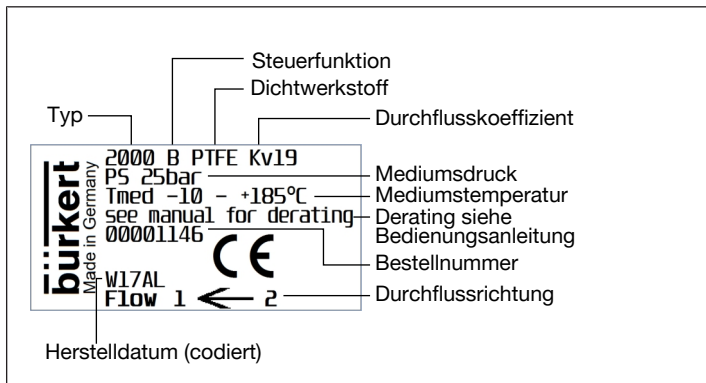 Steuerfunktion
Dichtwerkstoff
Typ
Durchflusskoeffizient
bürkert
Made in Germany
2000 B PTFE Kv19
PS 25bar
Tmed -10 - +185°C
see manual for derating
00001146
CE
W17AL
Flow 1 ← 2
Mediumsdruck
Mediumstemperatur
Derating siehe
Bedienungsanleitung
Bestellnummer
Durchflussrichtung
Herstelldatum (codiert)